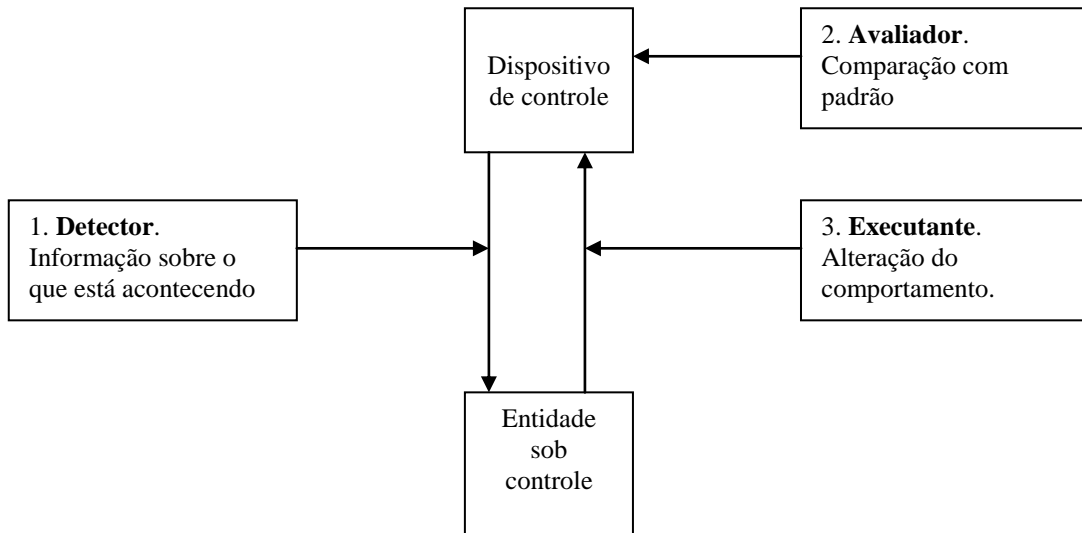 Dispositivo
de controle
2. Avaliador.
Comparação com
padrão
1. Detector.
Informação sobre o
que está acontecendo
3. Executante.
Alteração do
comportamento.
Entidade
sob
controle